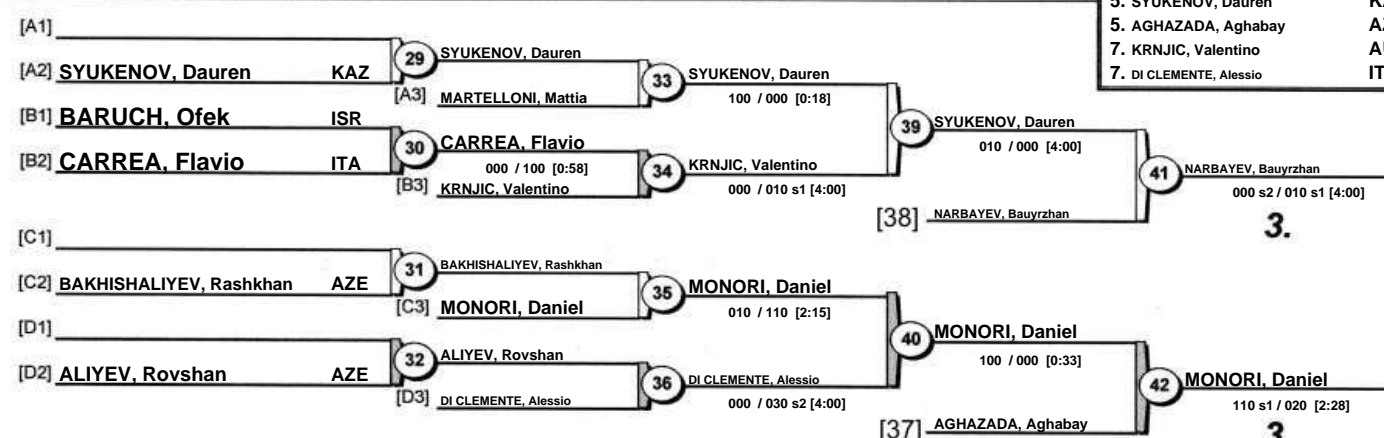 5. SYUKENOV, Dauren
5. AGHAZADA, Aghabay
7. KRNJIC, Valentino
7. DI CLEMENTE, Alessio
[A1]
[A2] SYUKENOV, Dauren KAZ
29
SYUKENOV, Dauren
[A3] MARTELLONI, Mattia
33
SYUKENOV, Dauren
100 / 000 [0:18]
[B1] BARUCH, Ofek ISR
[B2] CARREA, Flavio ITA
30
CARREA, Flavio
000 / 100 [0:58]
[B3] KRNJIC, Valentino
34
KRNJIC, Valentino
000 / 010 s1 [4:00]
39
SYUKENOV, Dauren
010 / 000 [4:00]
[38] NARBAYEV, Bauyrzhan
41
NARBAYEV, Bauyrzhan
000 s2 / 010 s1 [4:00]
3.
[C1]
[C2] BAKHISHALIYEV, Rashkhan AZE
31
BAKHISHALIYEV, Rashkhan
[C3] MONORI, Daniel
35
MONORI, Daniel
010 / 110 [2:15]
[D1]
[D2] ALIYEV, Rovshan AZE
32
ALIYEV, Rovshan
[D3] DI CLEMENTE, Alessio
36
DI CLEMENTE, Alessio
000 / 030 s2 [4:00]
40
MONORI, Daniel
100 / 000 [0:33]
[37] AGHAZADA, Aghabay
42
MONORI, Daniel
110 s1 / 020 [2:28]
3